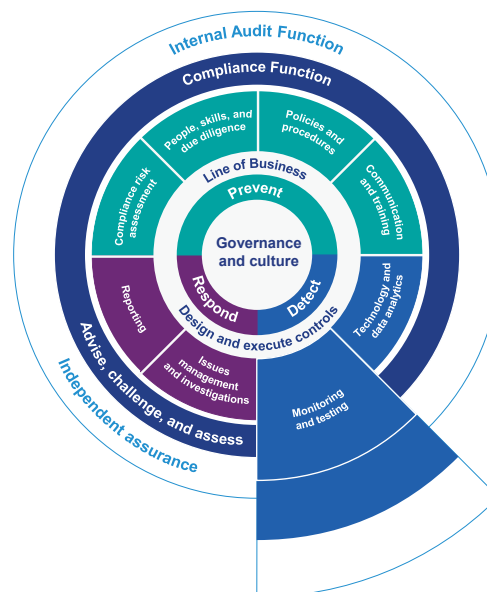 Internal Audit Function
Compliance Function
People, skills, and
due diligence
Policies and
procedures
Compliance risk
assessment
Communication
and training
Line of Business
Prevent
Governance
and culture
Respond
Detect
Design and execute controls
Reporting
Technology and
data analytics
Issues
management
and investigations
Monitoring
and testing
Advise, challenge, and assess
Independent assurance